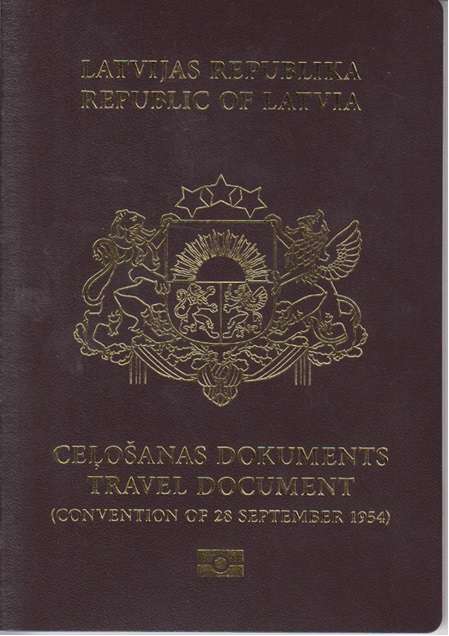 LATVIJAS REPUBLIKA
REPUBLIC OF LATVIA
CEĻOŠANAS DOKUMENTS
TRAVEL DOCUMENT
(CONVENTION OF 28 SEPTEMBER 1954)